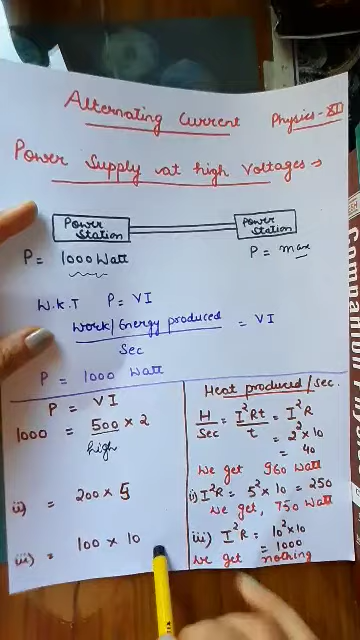 Alternating Current Physics-XII
Power Supply at high Voltages →
Power Station
Power Station
P = 1000 Watt
P = max
W.K.T P = VI
Work/Energy produced / Sec = VI
P = 1000 Watt
P = VI
1000 = 500 × 2
high
ii) = 200 × 5
iii) = 100 × 10
Heat produced/sec.
H/Sec = I²Rt/t = I²R
= 2² × 10
= 40
We get 960 Watt
ii) I²R = 5² × 10 = 250
We get, 750 Watt
iii) I²R = 10² × 10
= 1000
We get nothing